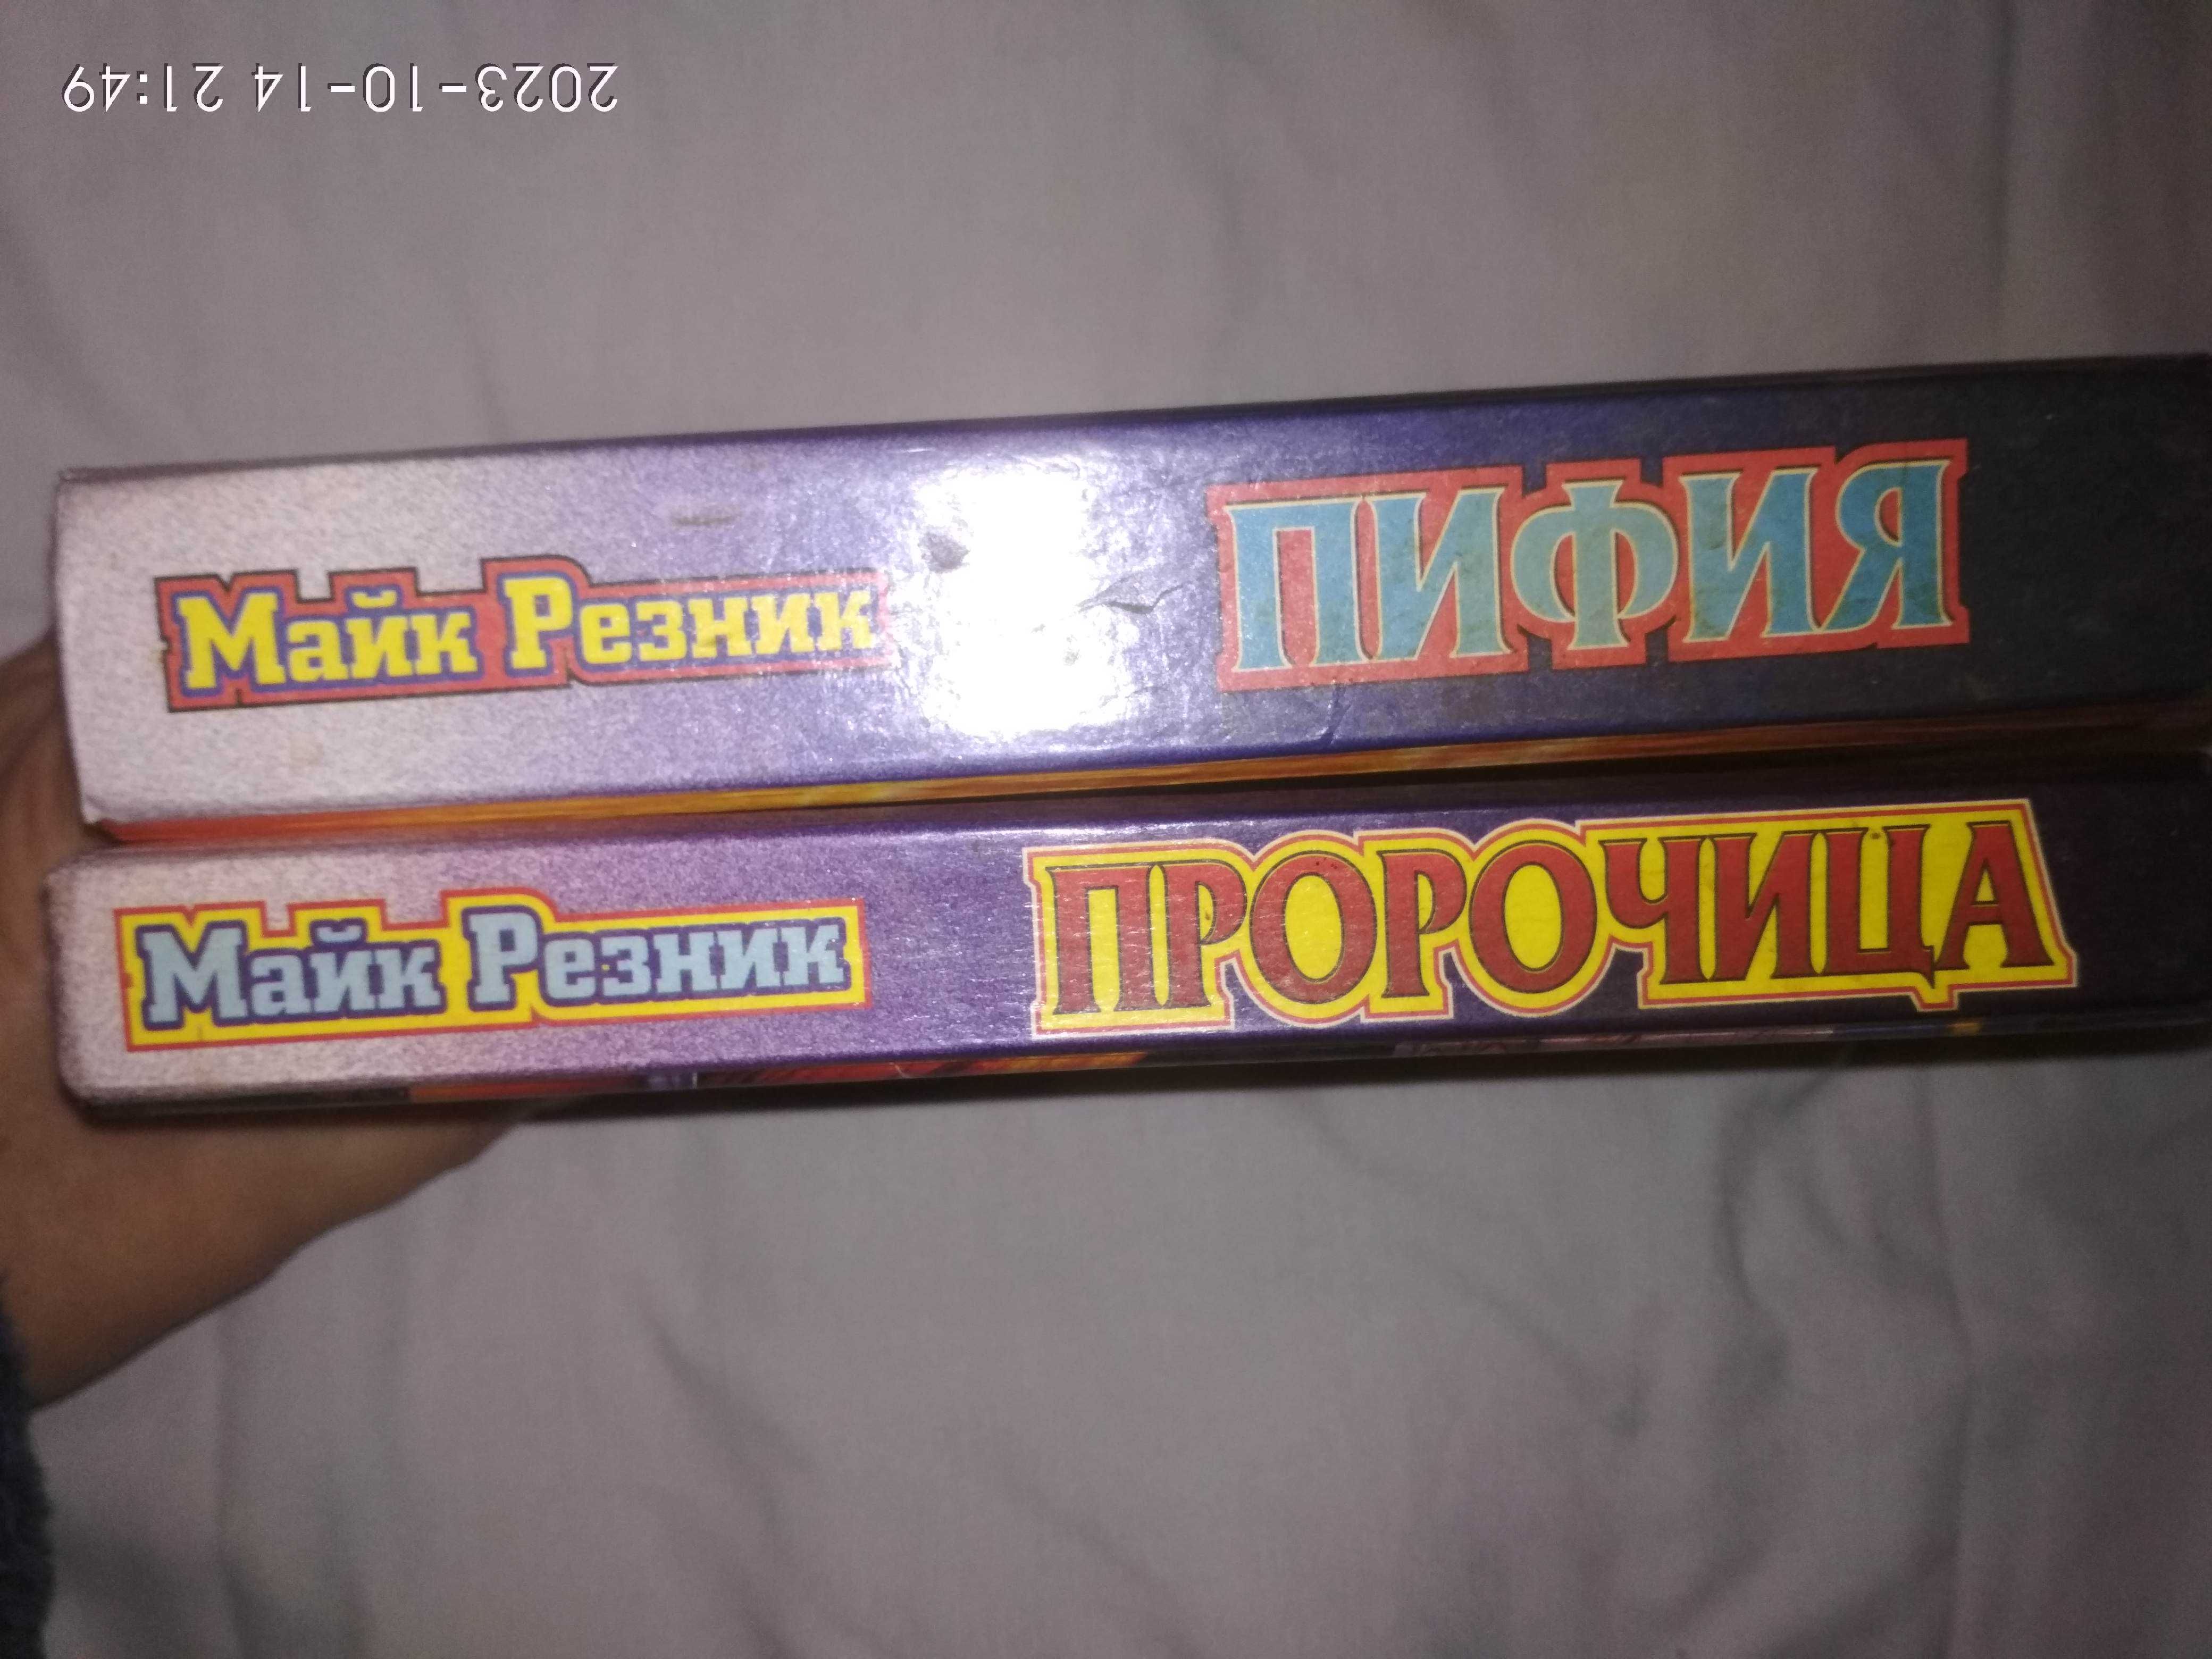 2023-10-14 21:49
Майк Резник ПИФИЯ
Майк Резник ПРОРОЧИЦА